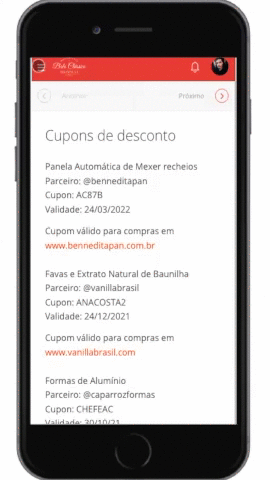 Anterior
Próximo
Cupons de desconto
Panela Automática de Mexer recheios
Parceiro: @benneditapan
Cupon: AC87B
Validade: 24/03/2022
Cupom válido para compras em
www.benneditapan.com.br
Favas e Extrato Natural de Baunilha
Parceiro: @vanillabrasil
Cupon: ANACOSTA2
Validade: 24/12/2021
Cupom válido para compras em
www.vanillabrasil.com
Formas de Alumínio
Parceiro: @caparrozformas
Cupon: CHEFEAC
Validade: 30/10/21